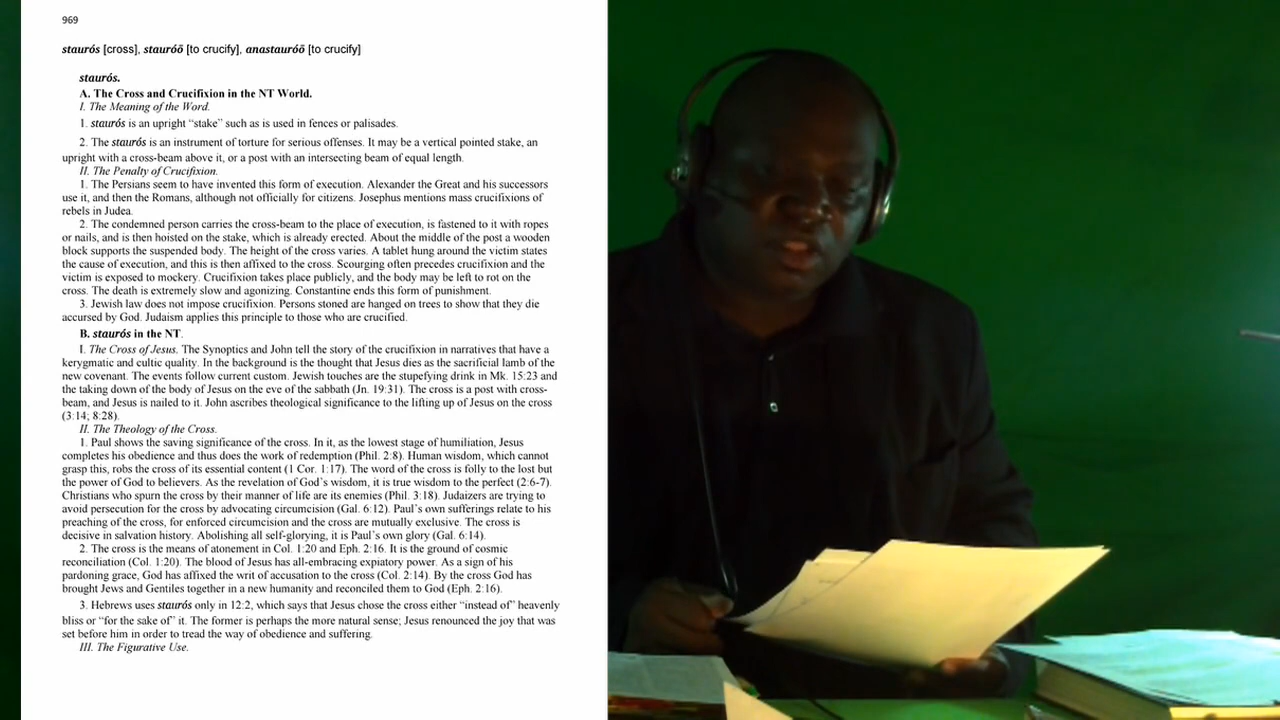 969
staurós [cross], stauróō [to crucify], anastauróō [to crucify]
staurós.
A. The Cross and Crucifixion in the NT World.
I. The Meaning of the Word.
1. staurós is an upright “stake” such as is used in fences or palisades.
2. The staurós is an instrument of torture for serious offenses. It may be a vertical pointed stake, an
upright with a cross-beam above it, or a post with an intersecting beam of equal length.
II. The Penalty of Crucifixion.
1. The Persians seem to have invented this form of execution. Alexander the Great and his successors
use it, and then the Romans, although not officially for citizens. Josephus mentions mass crucifixions of
rebels in Judea.
2. The condemned person carries the cross-beam to the place of execution, is fastened to it with ropes
or nails, and is then hoisted on the stake, which is already erected. About the middle of the post a wooden
block supports the suspended body. The height of the cross varies. A tablet hung around the victim states
the cause of execution, and this is then affixed to the cross. Scourging often precedes crucifixion and the
victim is exposed to mockery. Crucifixion takes place publicly, and the body may be left to rot on the
cross. The death is extremely slow and agonizing. Constantine ends this form of punishment.
3. Jewish law does not impose crucifixion. Persons stoned are hanged on trees to show that they die
accursed by God. Judaism applies this principle to those who are crucified.
B. staurós in the NT.
I. The Cross of Jesus. The Synoptics and John tell the story of the crucifixion in narratives that have a
kerygmatic and cultic quality. In the background is the thought that Jesus dies as the sacrificial lamb of the
new covenant. The events follow current custom. Jewish touches are the stupefying drink in Mk. 15:23 and
the taking down of the body of Jesus on the eve of the sabbath (Jn. 19:31). The cross is a post with cross-
beam, and Jesus is nailed to it. John ascribes theological significance to the lifting up of Jesus on the cross
(3:14; 8:28).
II. The Theology of the Cross.
1. Paul shows the saving significance of the cross. In it, as the lowest stage of humiliation, Jesus
completes his obedience and thus does the work of redemption (Phil. 2:8). Human wisdom, which cannot
grasp this, robs the cross of its essential content (1 Cor. 1:17). The word of the cross is folly to the lost but
the power of God to believers. As the revelation of God’s wisdom, it is true wisdom to the perfect (2:6-7).
Christians who spurn the cross by their manner of life are its enemies (Phil. 3:18). Judaizers are trying to
avoid persecution for the cross by advocating circumcision (Gal. 6:12). Paul’s own sufferings relate to his
preaching of the cross, for enforced circumcision and the cross are mutually exclusive. The cross is
decisive in salvation history. Abolishing all self-glorying, it is Paul’s own glory (Gal. 6:14).
2. The cross is the means of atonement in Col. 1:20 and Eph. 2:16. It is the ground of cosmic
reconciliation (Col. 1:20). The blood of Jesus has all-embracing expiatory power. As a sign of his
pardoning grace, God has affixed the writ of accusation to the cross (Col. 2:14). By the cross God has
brought Jews and Gentiles together in a new humanity and reconciled them to God (Eph. 2:16).
3. Hebrews uses staurós only in 12:2, which says that Jesus chose the cross either “instead of” heavenly
bliss or “for the sake of” it. The former is perhaps the more natural sense; Jesus renounced the joy that was
set before him in order to tread the way of obedience and suffering.
III. The Figurative Use.